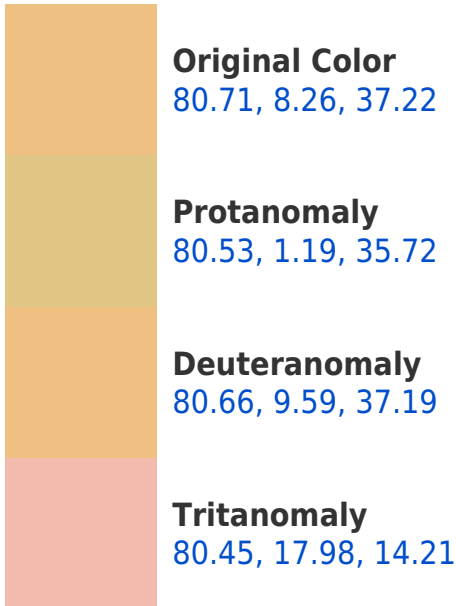 Original Color
80.71, 8.26, 37.22
Protanomaly
80.53, 1.19, 35.72
Deuteranomaly
80.66, 9.59, 37.19
Tritanomaly
80.45, 17.98, 14.21